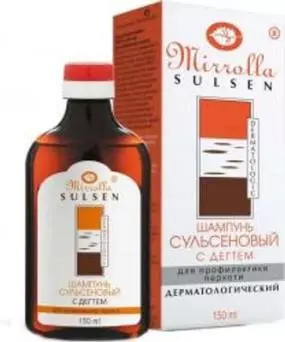 Mirrolla
SULSEN
DERMATOLOGIC
ШАМПУНЬ
СУЛЬСЕНОВЫЙ
С ДЕГТЕМ
для профилактики
перхоти
ДЕРМАТОЛОГИЧЕСКИЙ
150 ml
Mirrolla
SULSEN
ШАМПУНЬ
СУЛЬСЕНОВЫЙ
С ДЕГТЕМ
150 ml